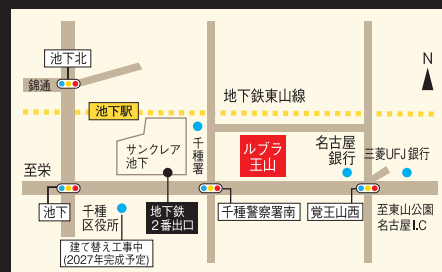 池下北
N
錦通
池下駅
地下鉄東山線
サンクレア
池下
千種署
ルブラ
王山
名古屋
銀行
三菱UFJ銀行
至栄
池下
千種
区役所
地下鉄
2番出口
千種警察署南
覚王山西
至東山公園
名古屋I.C
建て替え工事中
(2027年完成予定)